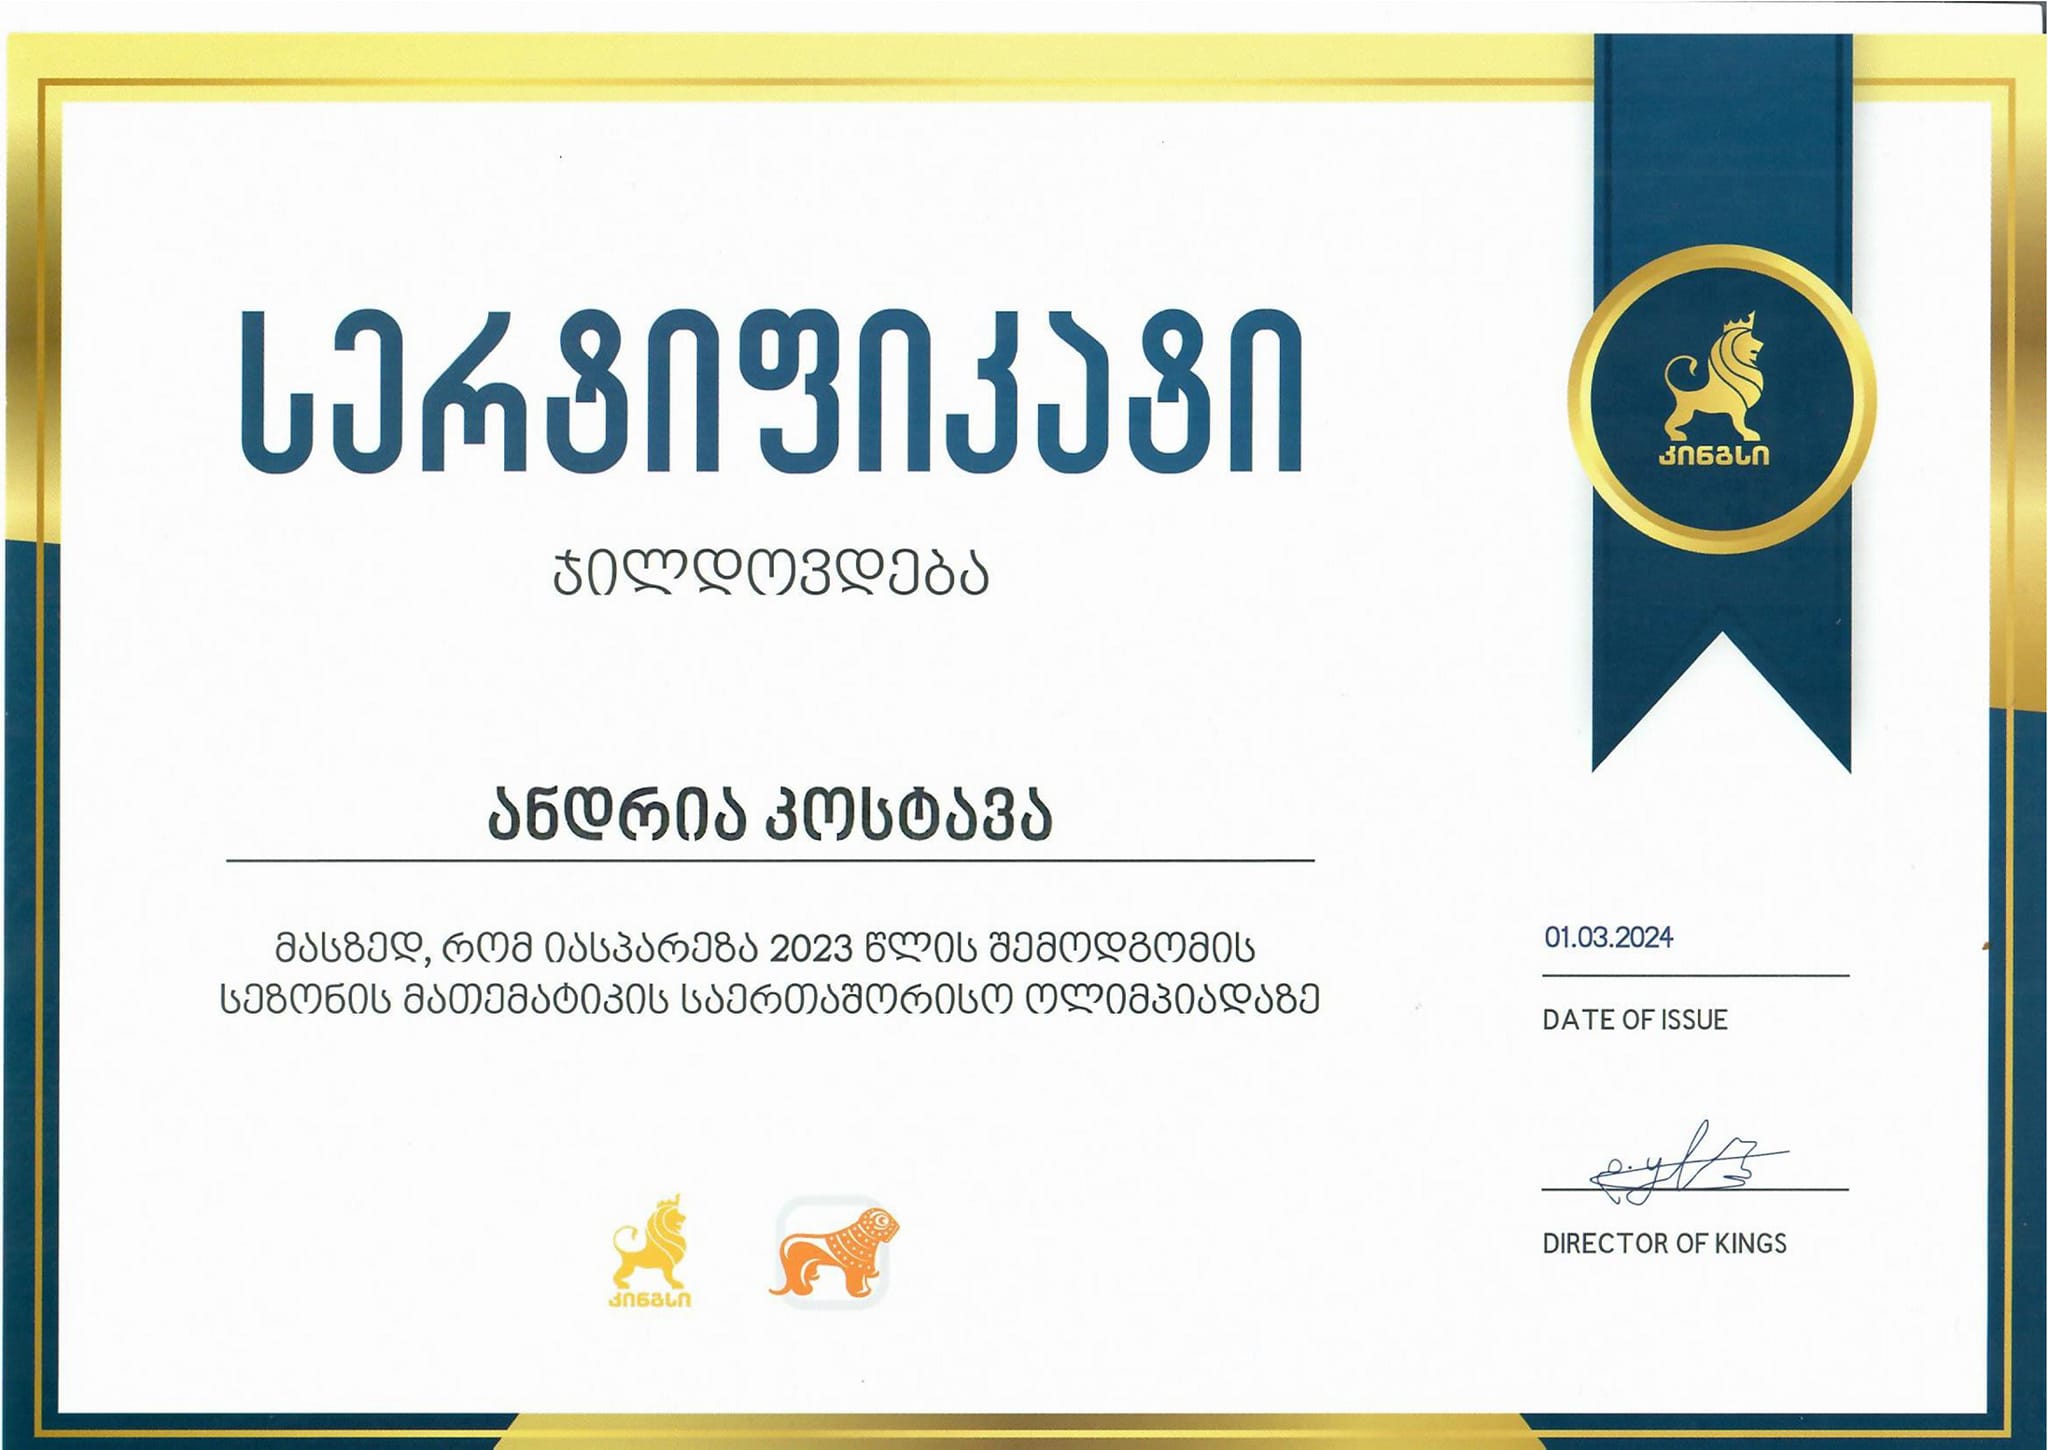 სერტიფიკატი
ჯილდოვდება
ანდრია კოსტავა
მასზედ, რომ იასპარეზა 2023 წლის შემოდგომის
სეზონის მათემატიკის საერთაშორისო ოლიმპიადაზე
კინგსი
01.03.2024
DATE OF ISSUE
DIRECTOR OF KINGS
კინგსი